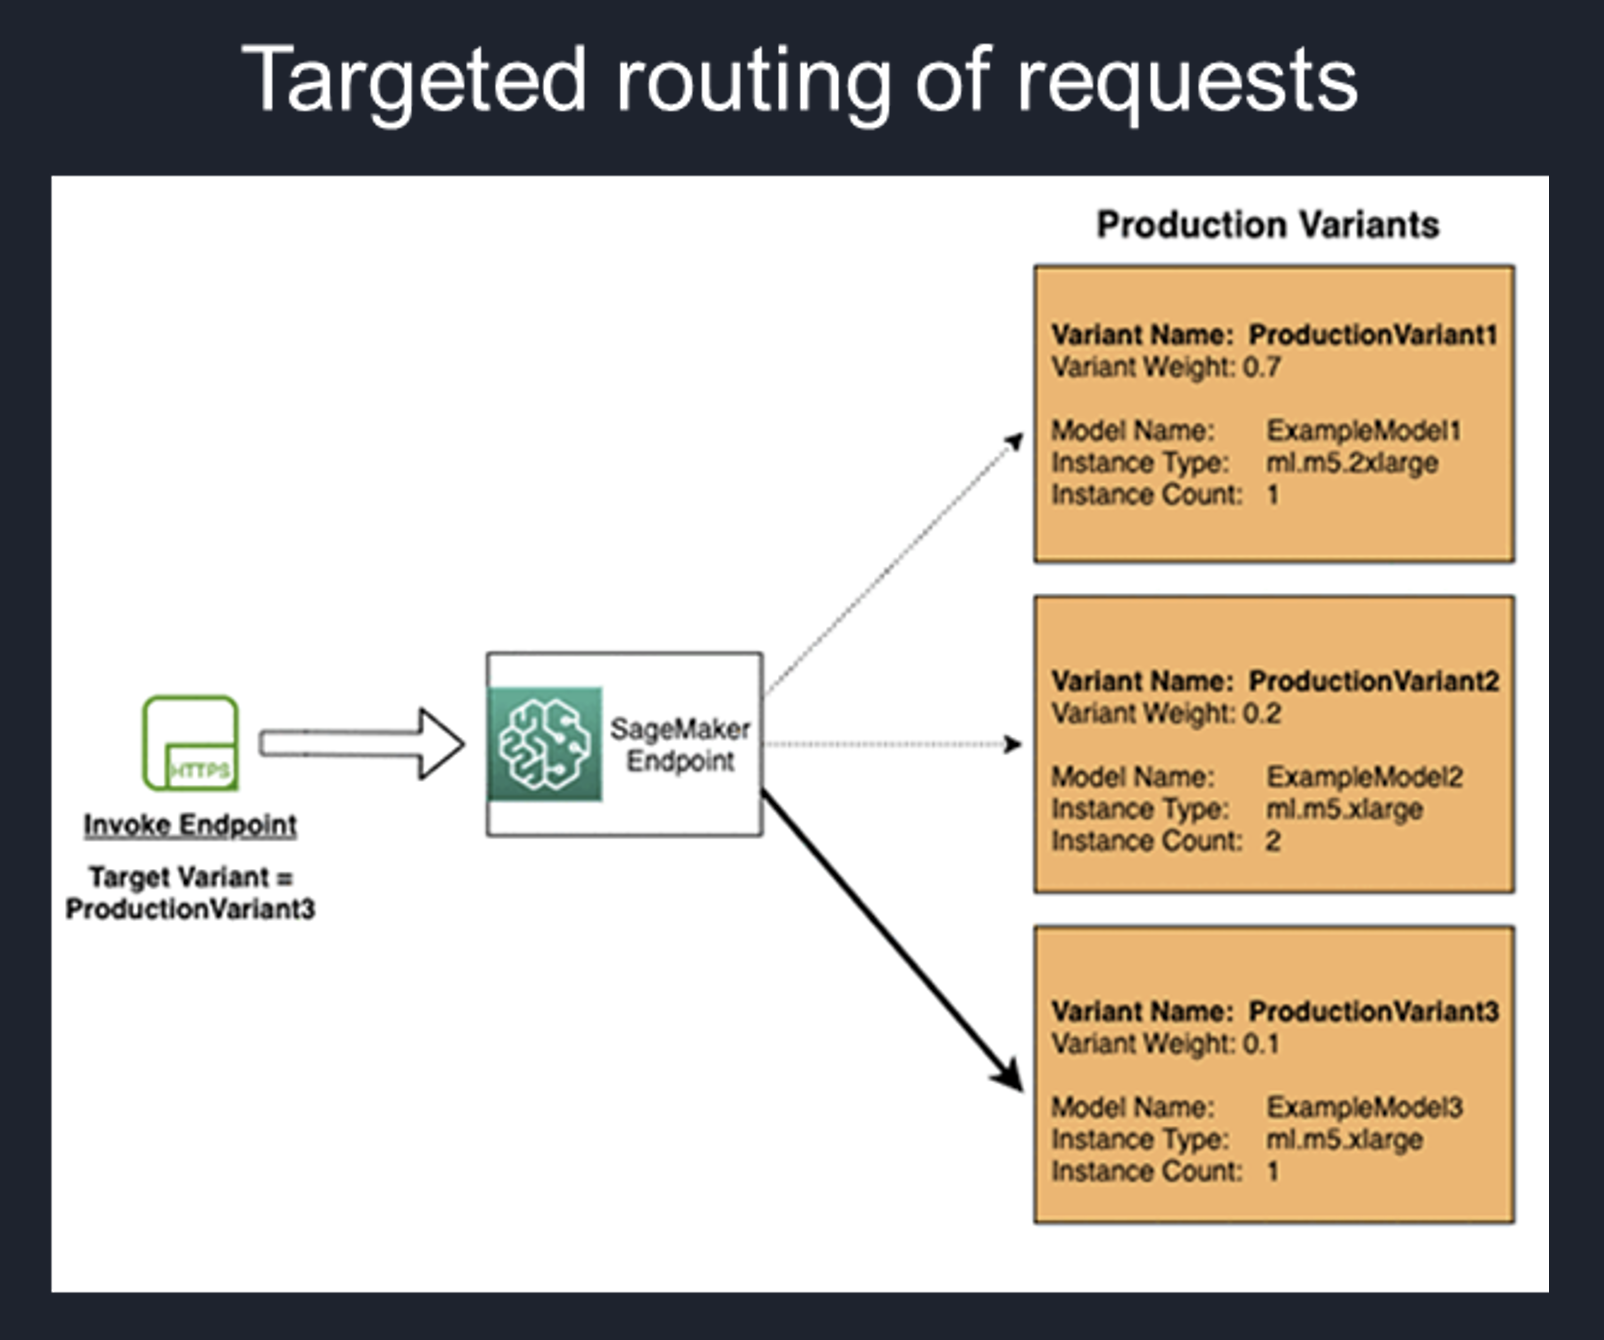 Targeted routing of requests
Production Variants
Variant Name: ProductionVariant1
Variant Weight: 0.7
Model Name: ExampleModel1
Instance Type: ml.m5.2xlarge
Instance Count: 1
Variant Name: ProductionVariant2
Variant Weight: 0.2
Model Name: ExampleModel2
Instance Type: ml.m5.xlarge
Instance Count: 2
Variant Name: ProductionVariant3
Variant Weight: 0.1
Model Name: ExampleModel3
Instance Type: ml.m5.xlarge
Instance Count: 1
SageMaker
Endpoint
HTTPS
Invoke Endpoint
Target Variant =
ProductionVariant3